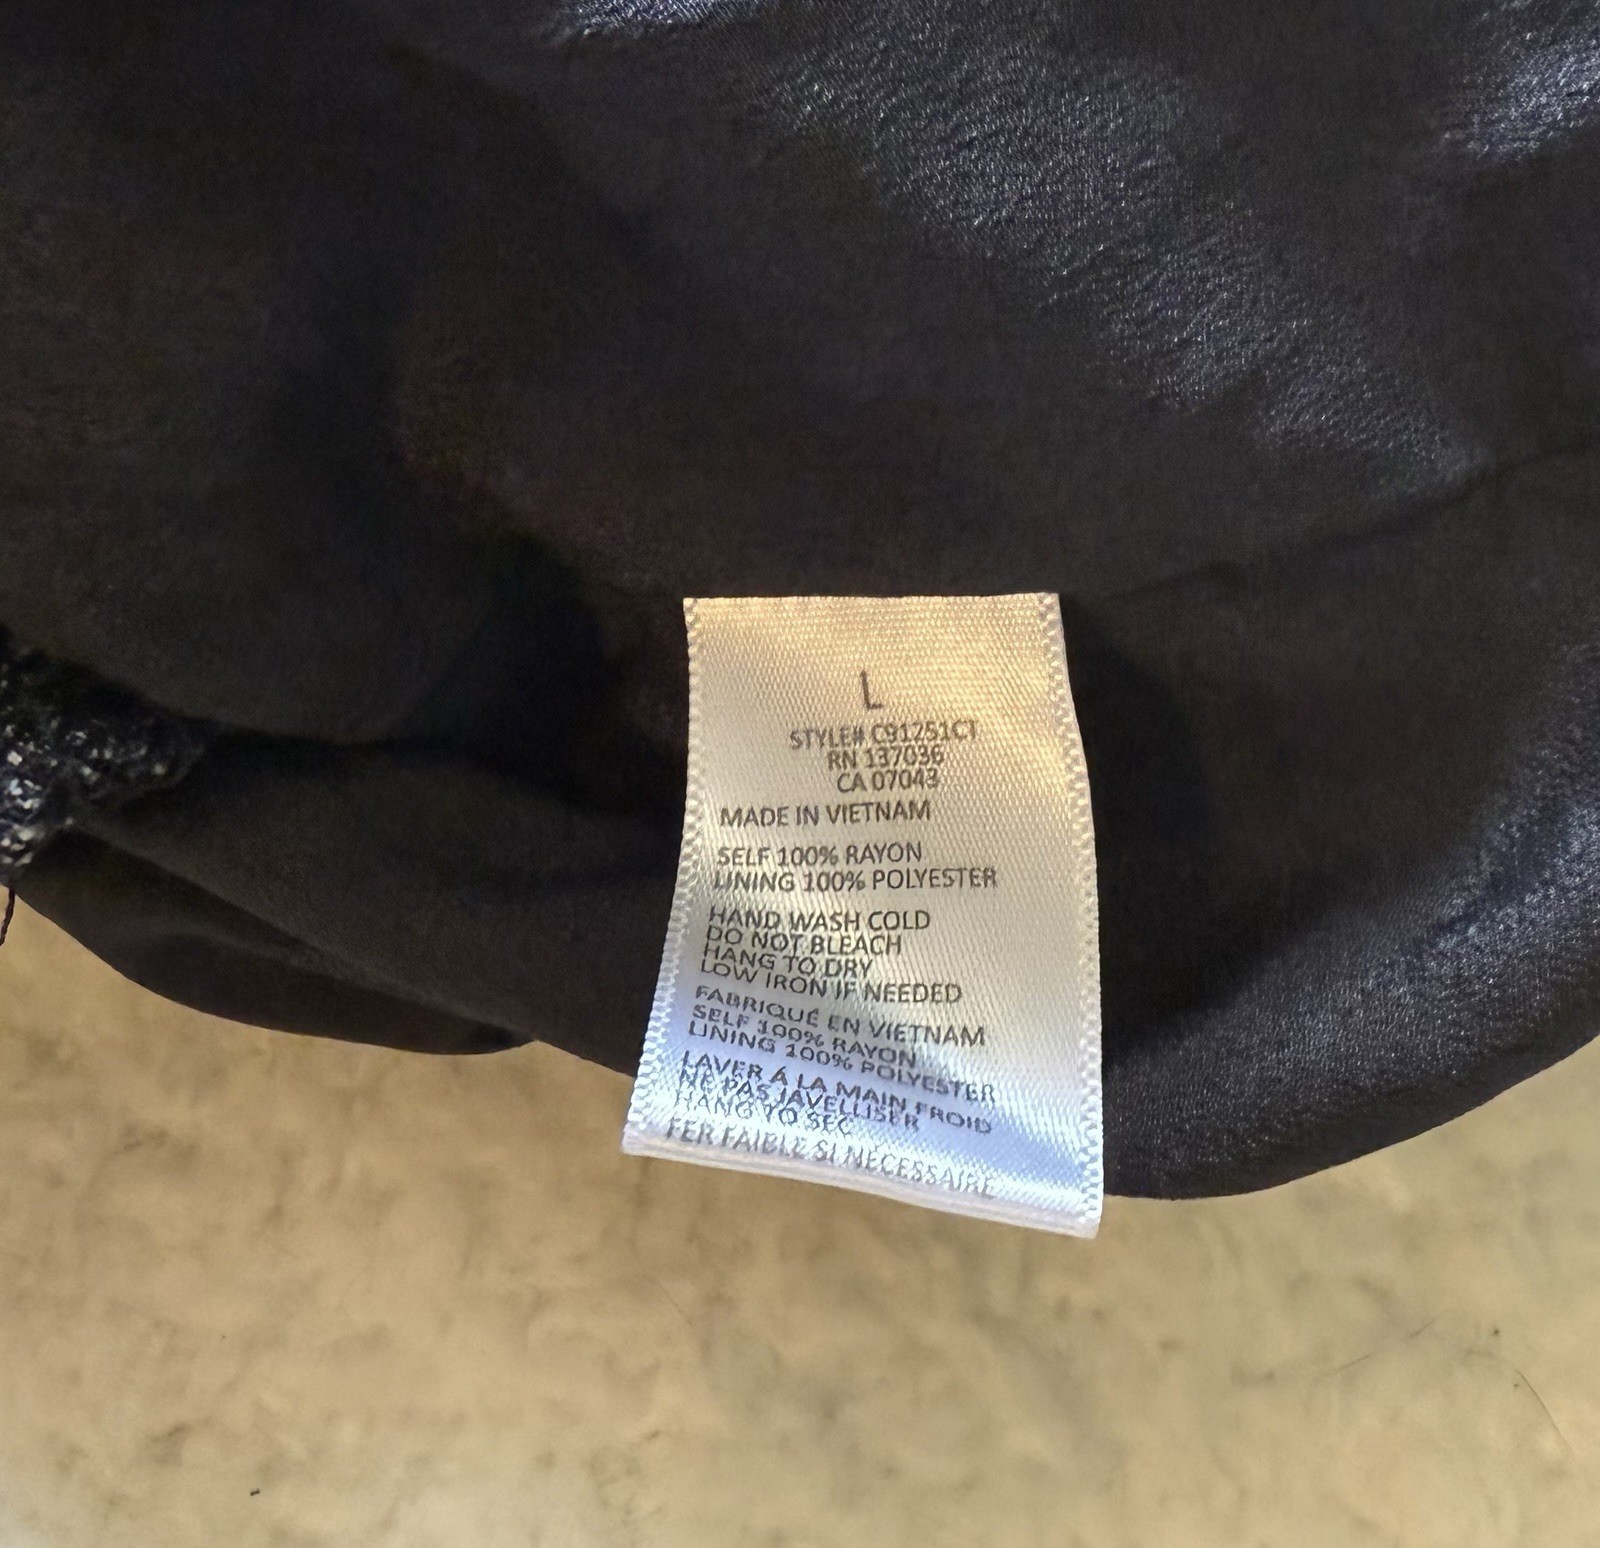 L
STYLE# C91251CT
RN 137036
CA 07043
MADE IN VIETNAM
SELF 100% RAYON
LINING 100% POLYESTER
HAND WASH COLD
DO NOT BLEACH
HANG TO DRY
LOW IRON IF NEEDED
FABRIQUÉ EN VIETNAM
SELF 100% RAYON
LINING 100% POLYESTER
LAVER Á LA MAIN FROID
NE PAS JAVELLISER
HANG TO SEC
FER FAIBLE SI NECESSAIRE